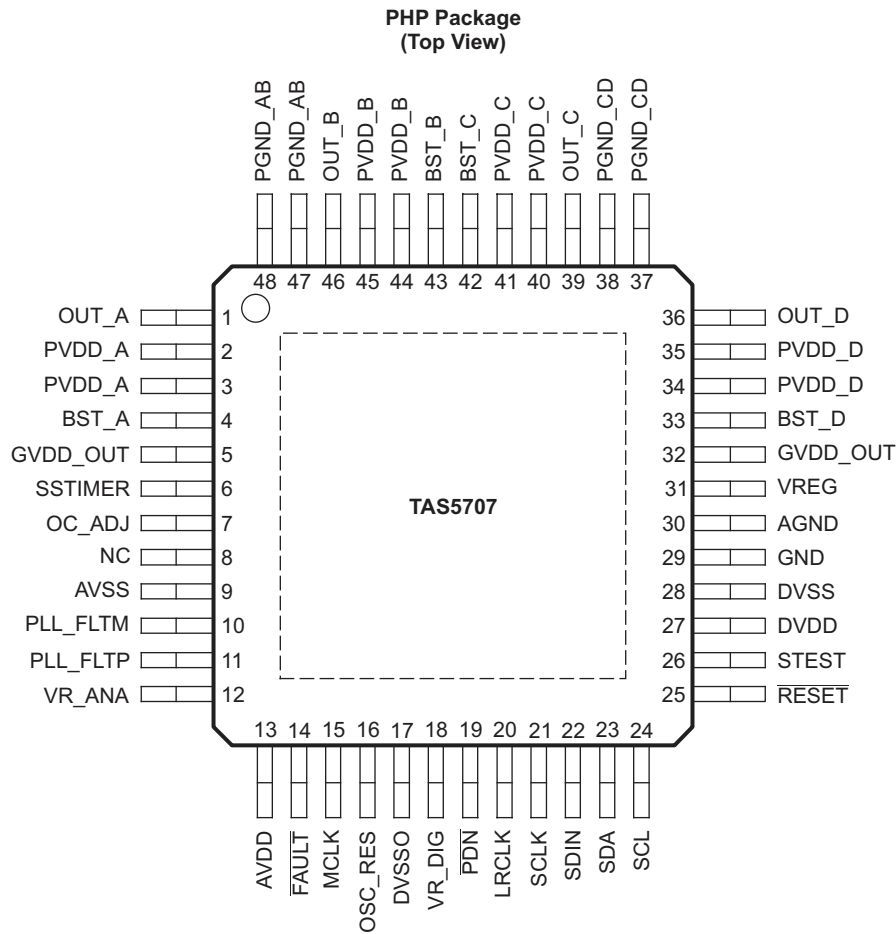 PHP Package
(Top View)
PGND_AB
PGND_AB
OUT_B
PVDD_B
PVDD_B
BST_B
BST_C
PVDD_C
PVDD_C
OUT_C
PGND_CD
PGND_CD
48 47 46 45 44 43 42 41 40 39 38 37
OUT_A 1
PVDD_A 2
PVDD_A 3
BST_A 4
GVDD_OUT 5
SSTIMER 6
OC_ADJ 7
NC 8
AVSS 9
PLL_FLTM 10
PLL_FLTP 11
VR_ANA 12
TAS5707
36 OUT_D
35 PVDD_D
34 PVDD_D
33 BST_D
32 GVDD_OUT
31 VREG
30 AGND
29 GND
28 DVSS
27 DVDD
26 STEST
25 RESET
13 14 15 16 17 18 19 20 21 22 23 24
AVDD
FAULT
MCLK
OSC_RES
DVSSO
VR_DIG
PDN
LRCLK
SCLK
SDIN
SDA
SCL